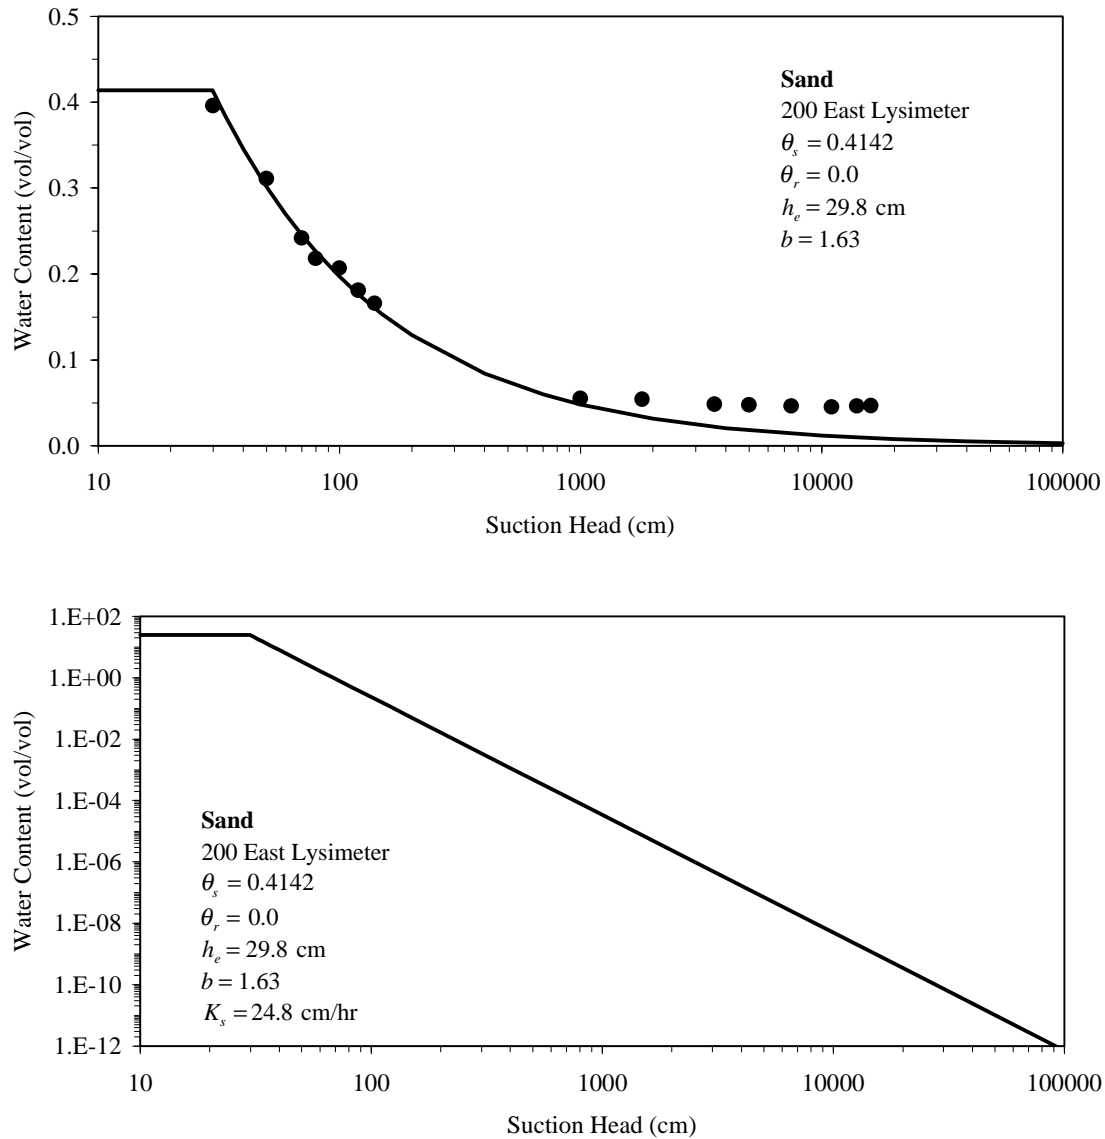 0.5
0.4
0.3
0.2
0.1
0.0
Water Content (vol/vol)
Sand
200 East Lysimeter
θs = 0.4142
θr = 0.0
he = 29.8 cm
b = 1.63
10 100 1000 10000 100000
Suction Head (cm)
1.E+02
1.E+00
1.E-02
1.E-04
1.E-06
1.E-08
1.E-10
1.E-12
Water Content (vol/vol)
Sand
200 East Lysimeter
θs = 0.4142
θr = 0.0
he = 29.8 cm
b = 1.63
Ks = 24.8 cm/hr
10 100 1000 10000 100000
Suction Head (cm)